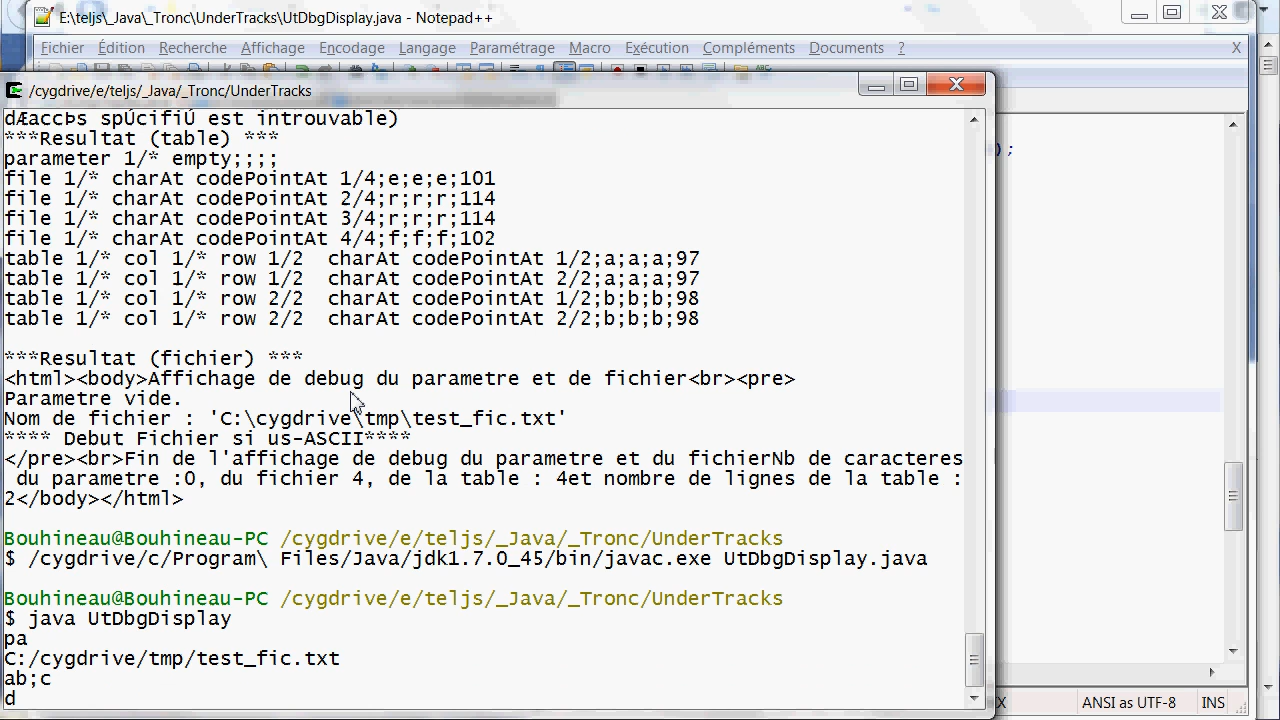 E:\teljs\_Java\_Tronc\UnderTracks\UtDbgDisplay.java - Notepad++
Fichier Édition Recherche Affichage Encodage Langage Paramétrage Macro Exécution Compléments Documents ? X
/cygdrive/e/teljs/_Java/_Tronc/UnderTracks
dÆaccÞs spÚcifiÚ est introuvable)
***Resultat (table) ***
parameter 1/* empty;;;;
file 1/* charAt codePointAt 1/4;e;e;e;101
file 1/* charAt codePointAt 2/4;r;r;r;114
file 1/* charAt codePointAt 3/4;r;r;r;114
file 1/* charAt codePointAt 4/4;f;f;f;102
table 1/* col 1/* row 1/2  charAt codePointAt 1/2;a;a;a;97
table 1/* col 1/* row 1/2  charAt codePointAt 2/2;a;a;a;97
table 1/* col 1/* row 2/2  charAt codePointAt 1/2;b;b;b;98
table 1/* col 1/* row 2/2  charAt codePointAt 2/2;b;b;b;98
***Resultat (fichier) ***
<html><body>Affichage de debug du parametre et de fichier<br><pre>
Parametre vide.
Nom de fichier : 'C:\cygdrive\tmp\test_fic.txt'
**** Debut Fichier si us-ASCII****
</pre><br>Fin de l'affichage de debug du parametre et du fichierNb de caracteres
 du parametre :0, du fichier 4, de la table : 4et nombre de lignes de la table :
2</body></html>
Bouhineau@Bouhineau-PC /cygdrive/e/teljs/_Java/_Tronc/UnderTracks
$ /cygdrive/c/Program\ Files/Java/jdk1.7.0_45/bin/javac.exe UtDbgDisplay.java
Bouhineau@Bouhineau-PC /cygdrive/e/teljs/_Java/_Tronc/UnderTracks
$ java UtDbgDisplay
pa
C:/cygdrive/tmp/test_fic.txt
ab;c
d
);
ANSI as UTF-8 INS